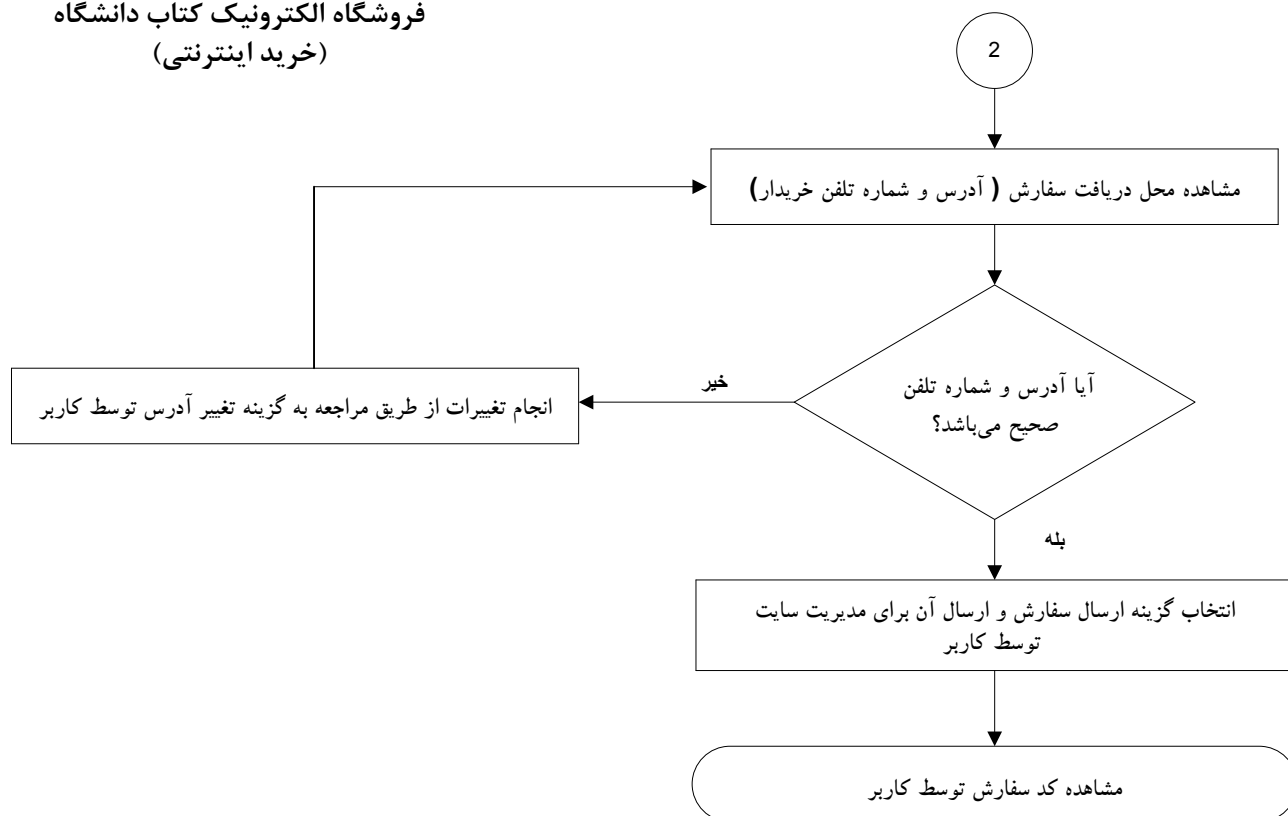 فروشگاه الکترونیک کتاب دانشگاه
(خرید اینترنتی)
2
مشاهده محل دریافت سفارش ( آدرس و شماره تلفن خریدار)
آیا آدرس و شماره تلفن
صحیح می‌باشد؟
خیر
انجام تغییرات از طریق مراجعه به گزینه تغییر آدرس توسط کاربر
بله
انتخاب گزینه ارسال سفارش و ارسال آن برای مدیریت سایت
توسط کاربر
مشاهده کد سفارش توسط کاربر